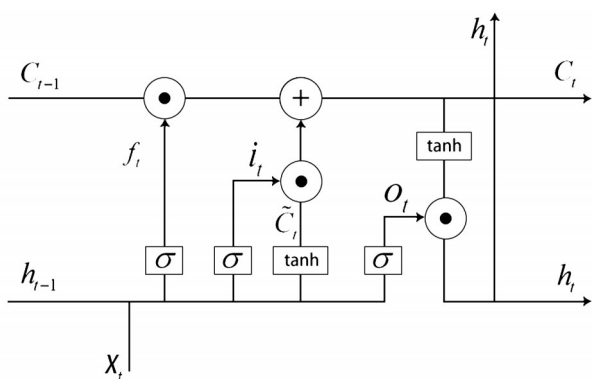 h_t
C_{t-1} + C_t
f_t i_t tanh
C̃_t o_t
σ σ tanh σ
h_{t-1} h_t
X_t